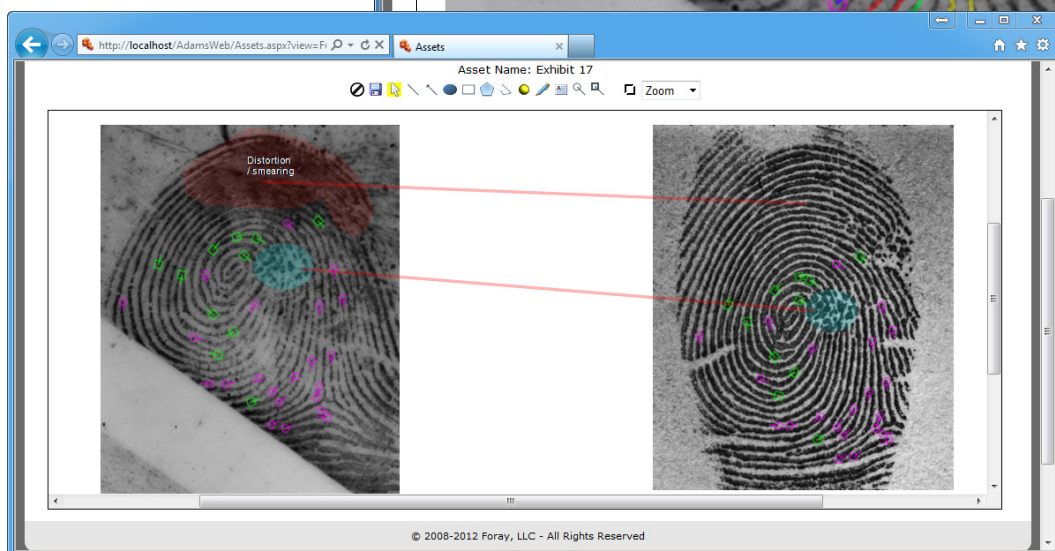 http://localhost/AdamsWeb/Assets.aspx?view=Fi
Assets
Asset Name: Exhibit 17
Zoom
Distortion
/ smearing
© 2008-2012 Foray, LLC - All Rights Reserved